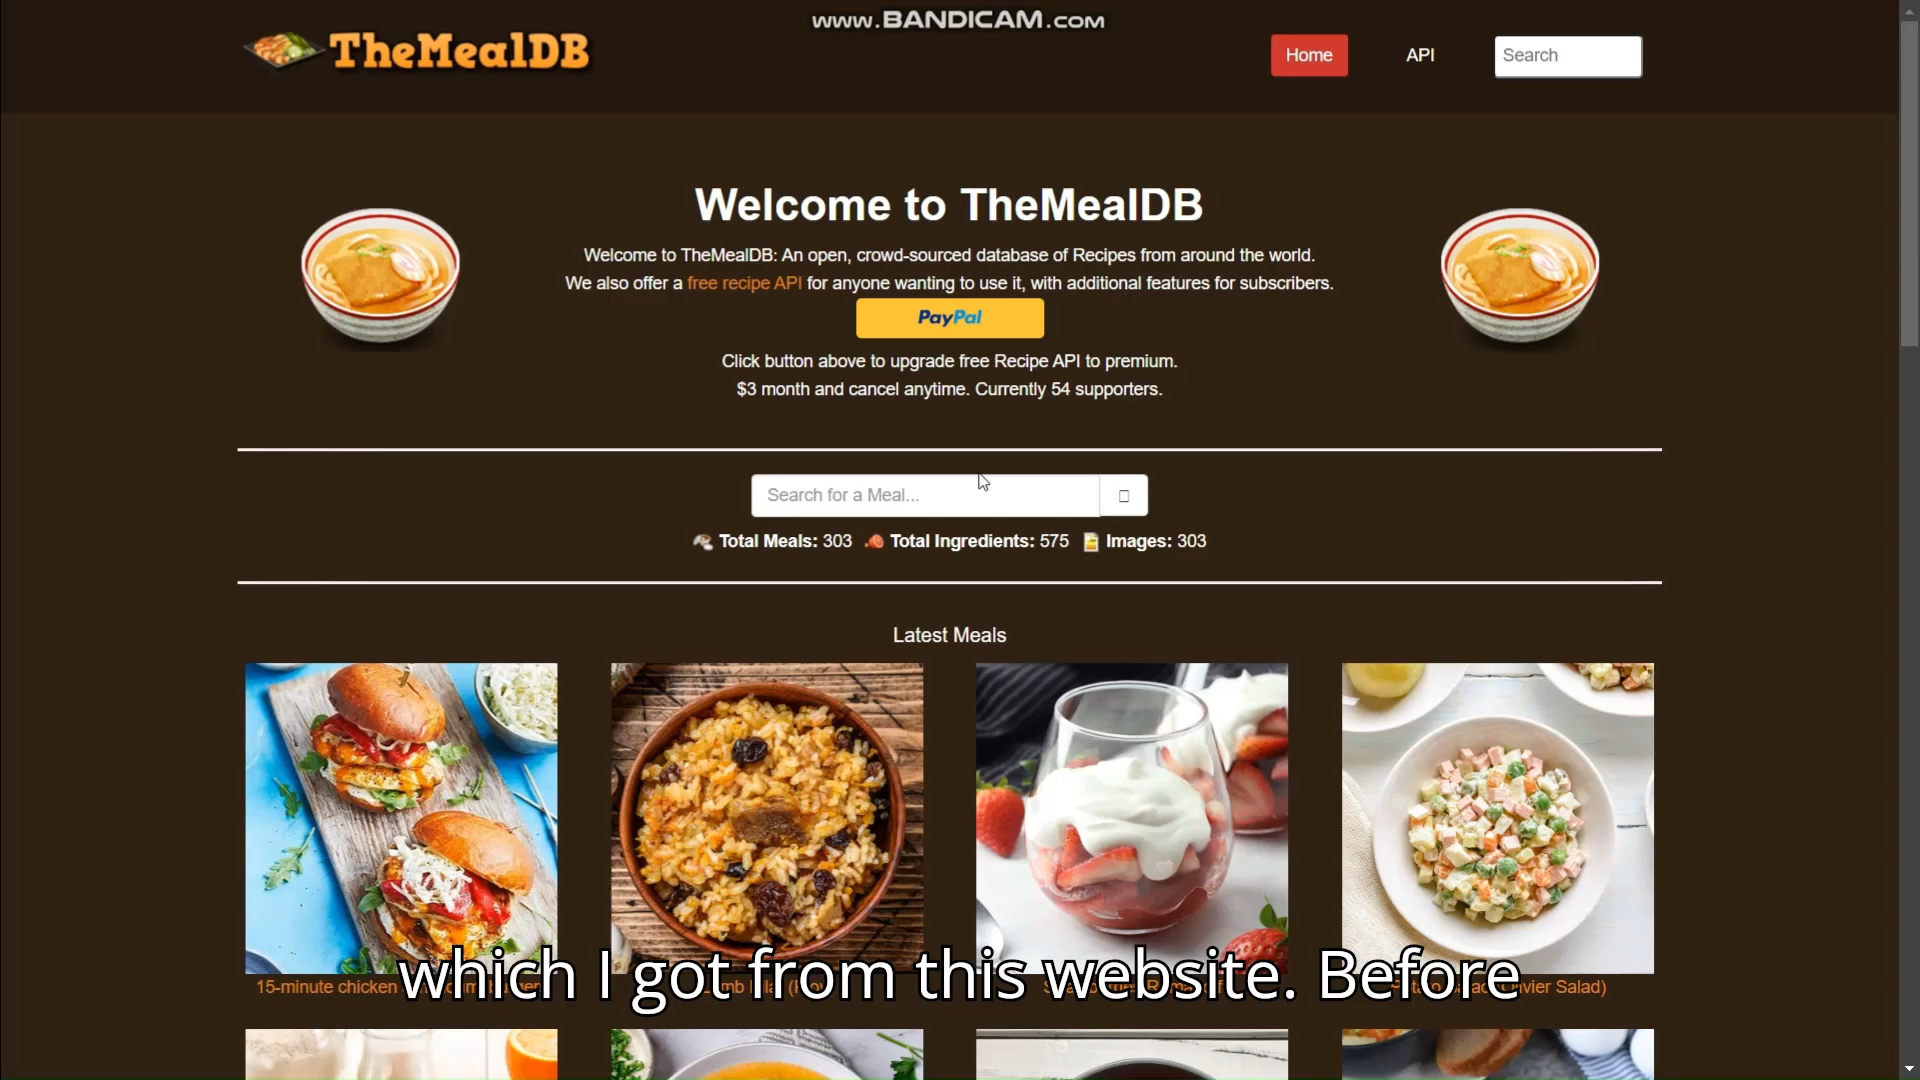 www.BANDICAM.com
TheMealDB
Home
API
Search
Welcome to TheMealDB
Welcome to TheMealDB: An open, crowd-sourced database of Recipes from around the world.
We also offer a free recipe API for anyone wanting to use it, with additional features for subscribers.
PayPal
Click button above to upgrade free Recipe API to premium.
$3 month and cancel anytime. Currently 54 supporters.
Search for a Meal...
Total Meals: 303 Total Ingredients: 575 Images: 303
Latest Meals
15-minute chicken
Salad)
which I got from this website. Before